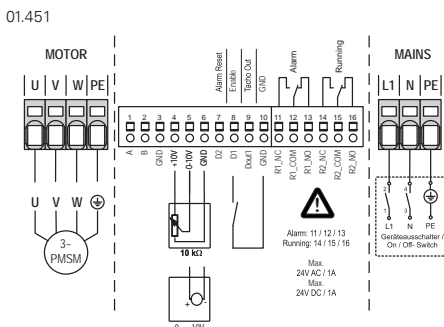 01.451
MOTOR
U V W PE
U V W
3~
PMSM
Alarm Reset
Enable
Tacho Out
GND
Alarm
Running
1 2 3 4 5 6 7 8 9 10 11 12 13 14 15 16
A
B
GND
+10V
0-10V
GND
D2
D1
Dout1
GND
R1_NC
R1_COM
R1_NO
R2_NC
R2_COM
R2_NO
10 kΩ
+ -
0 ... 10V
Alarm: 11 / 12 / 13
Running: 14 / 15 / 16
Max.
24V AC / 1A
Max.
24V DC / 1A
MAINS
L1 N PE
2 4
1 3
L1 N PE
Geräteausschalter /
On / Off- Switch